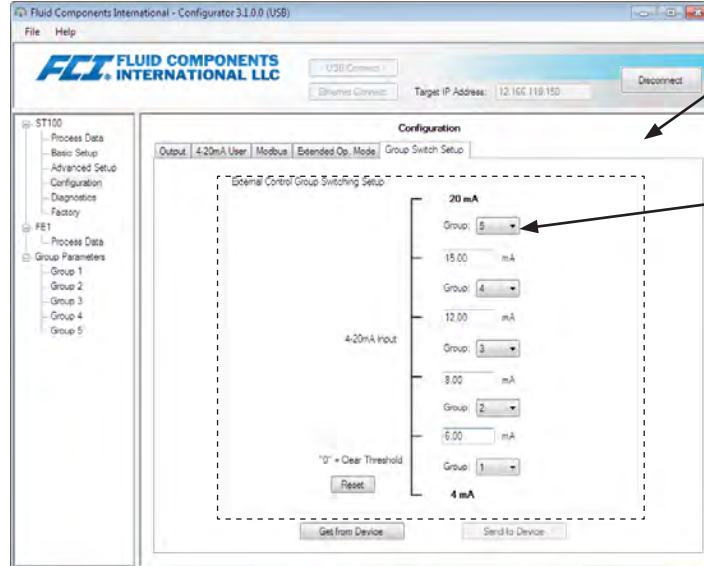 Fluid Components International - Configurator 3.1.0.0 (USB)
File Help
FCI FLUID COMPONENTS
INTERNATIONAL LLC
USB Connect
Ethernet Connect
Target IP Address: 12.166.119.150
Disconnect
ST100
Process Data
Basic Setup
Advanced Setup
Configuration
Diagnostics
Factory
FE1
Process Data
Group Parameters
Group 1
Group 2
Group 3
Group 4
Group 5
Configuration
Output 4-20mA User Modbus Extended Op. Mode Group Switch Setup
External Control Group Switching Setup
20 mA
Group: 5
15.00 mA
Group: 4
12.00 mA
4-20mA Input
Group: 3
8.00 mA
Group: 2
6.00 mA
"0" = Clear Threshold
Group: 1
Reset
4 mA
Get from Device
Send to Device